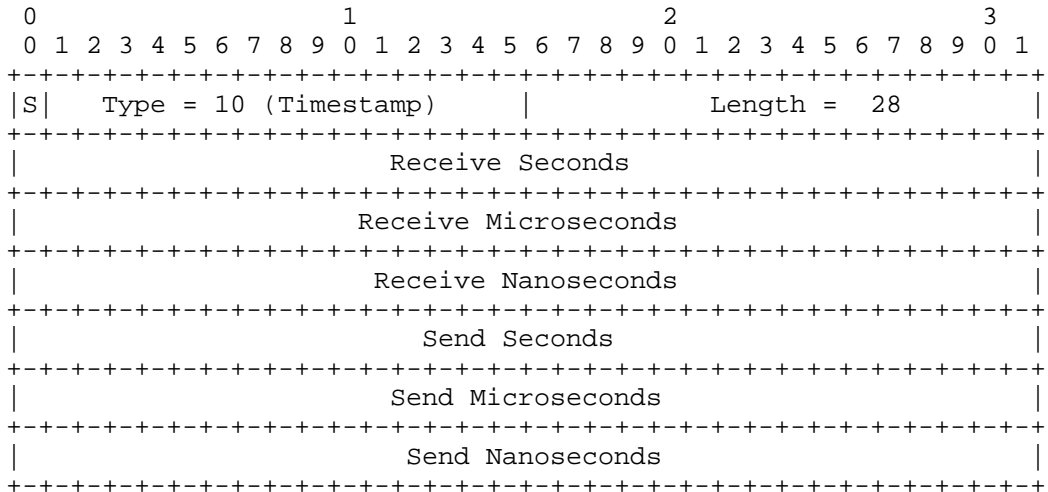 0                   1                   2                   3
 0 1 2 3 4 5 6 7 8 9 0 1 2 3 4 5 6 7 8 9 0 1 2 3 4 5 6 7 8 9 0 1
+-+-+-+-+-+-+-+-+-+-+-+-+-+-+-+-+-+-+-+-+-+-+-+-+-+-+-+-+-+-+-+-+
|S|   Type = 10 (Timestamp)     |           Length =  28        |
+-+-+-+-+-+-+-+-+-+-+-+-+-+-+-+-+-+-+-+-+-+-+-+-+-+-+-+-+-+-+-+-+
|                       Receive Seconds                         |
+-+-+-+-+-+-+-+-+-+-+-+-+-+-+-+-+-+-+-+-+-+-+-+-+-+-+-+-+-+-+-+-+
|                     Receive Microseconds                      |
+-+-+-+-+-+-+-+-+-+-+-+-+-+-+-+-+-+-+-+-+-+-+-+-+-+-+-+-+-+-+-+-+
|                      Receive Nanoseconds                      |
+-+-+-+-+-+-+-+-+-+-+-+-+-+-+-+-+-+-+-+-+-+-+-+-+-+-+-+-+-+-+-+-+
|                         Send Seconds                          |
+-+-+-+-+-+-+-+-+-+-+-+-+-+-+-+-+-+-+-+-+-+-+-+-+-+-+-+-+-+-+-+-+
|                       Send Microseconds                       |
+-+-+-+-+-+-+-+-+-+-+-+-+-+-+-+-+-+-+-+-+-+-+-+-+-+-+-+-+-+-+-+-+
|                        Send Nanoseconds                       |
+-+-+-+-+-+-+-+-+-+-+-+-+-+-+-+-+-+-+-+-+-+-+-+-+-+-+-+-+-+-+-+-+